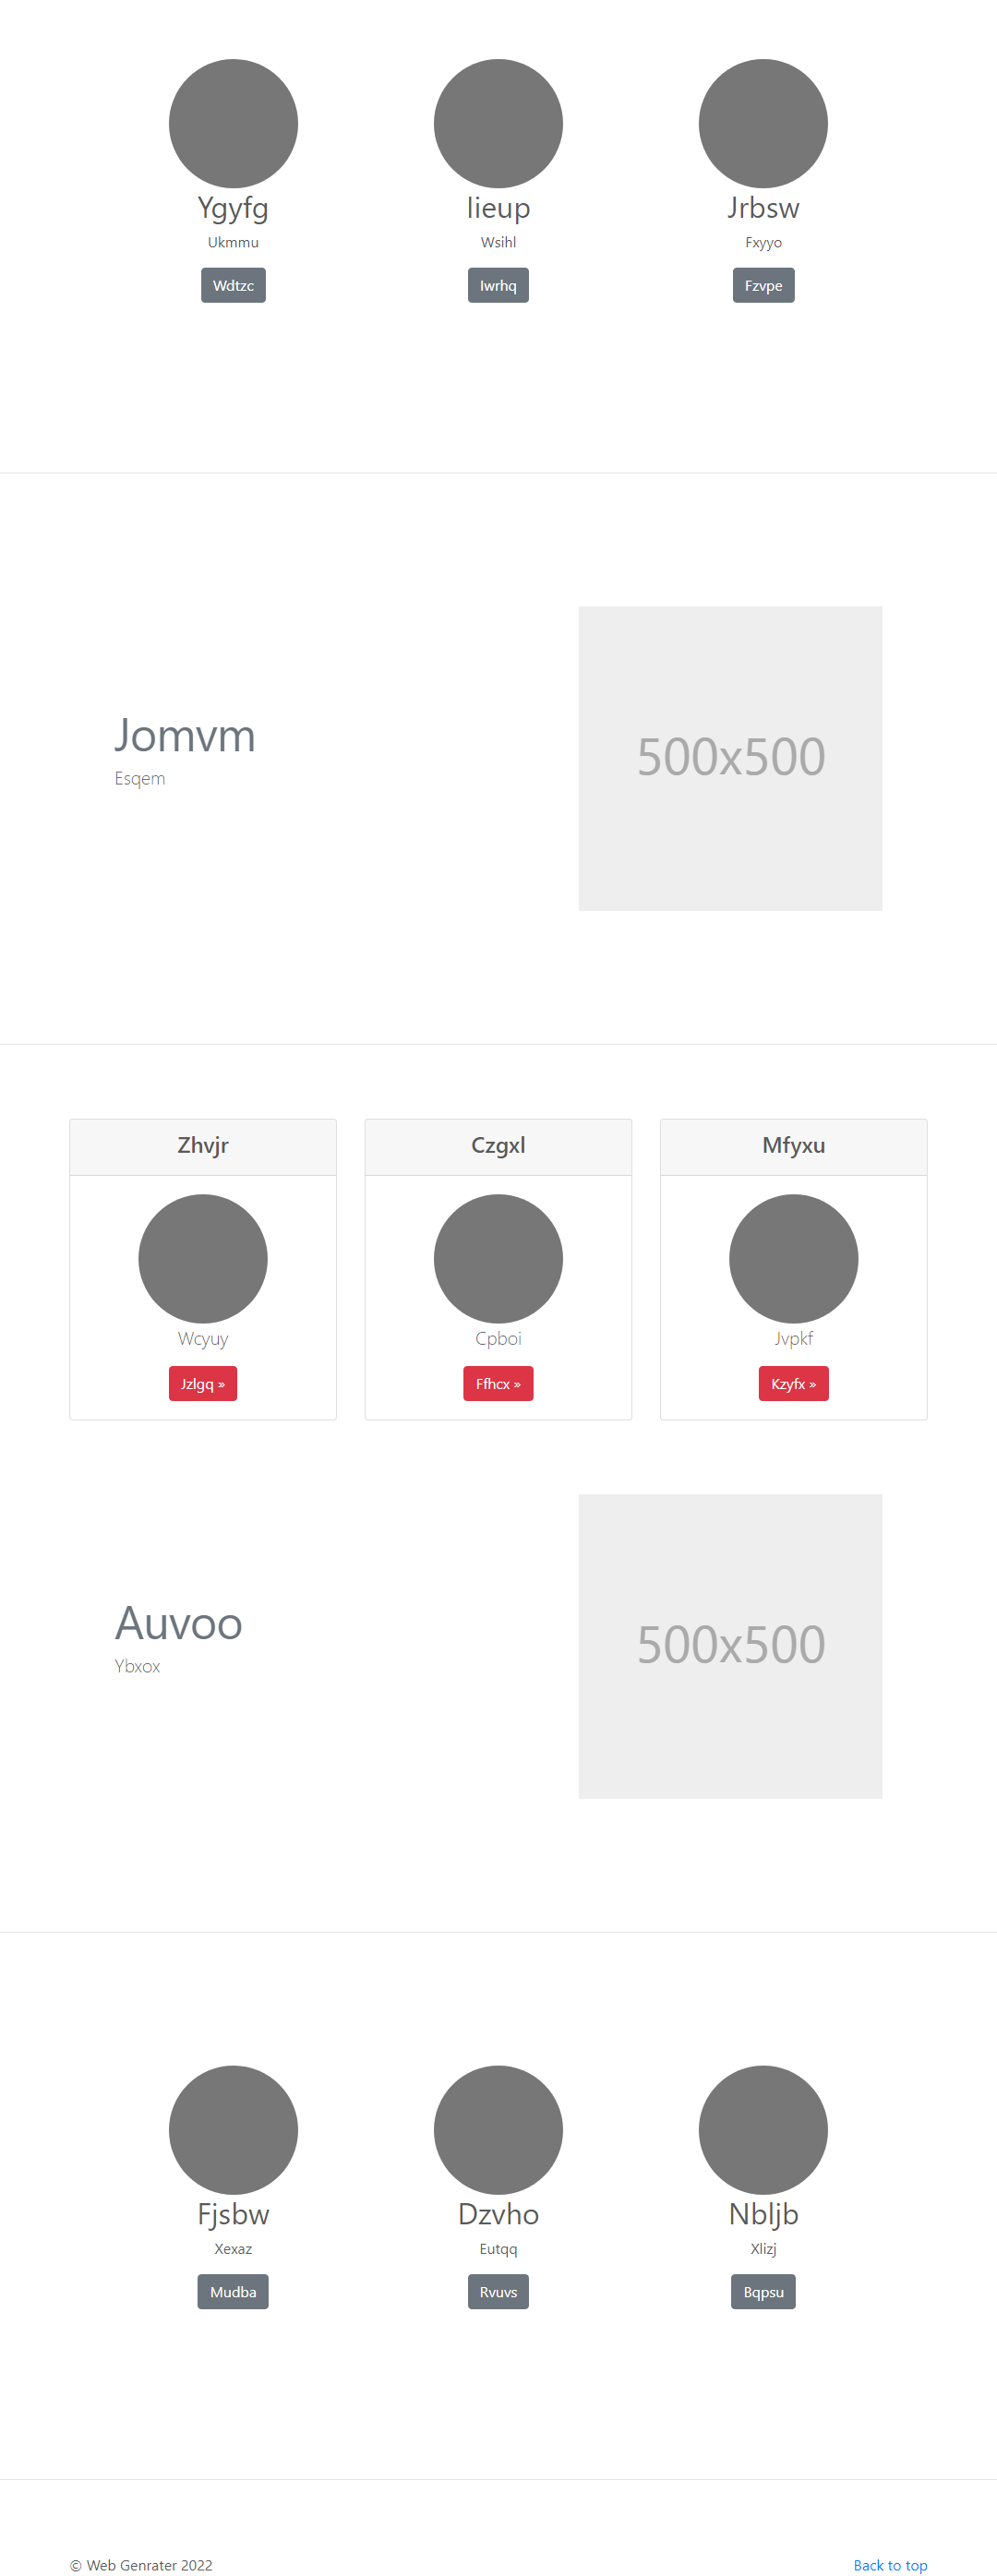 Ygyfg
Iieup
Jrbsw
Ukmmu
Wsihl
Fxyyo
Wdtzc
Iwrhq
Fzvpe
Jomvm
Esqem
500x500
Zhvjr
Czgxl
Mfyxu
Wcyuy
Cpboi
Jvpkf
Jzlgq »
Ffhcx »
Kzyfx »
Auvoo
Ybxox
500x500
Fjsbw
Dzvho
Nbljb
Xexaz
Eutqq
Xlizj
Mudba
Rvuvs
Bqpsu
© Web Genrater 2022
Back to top